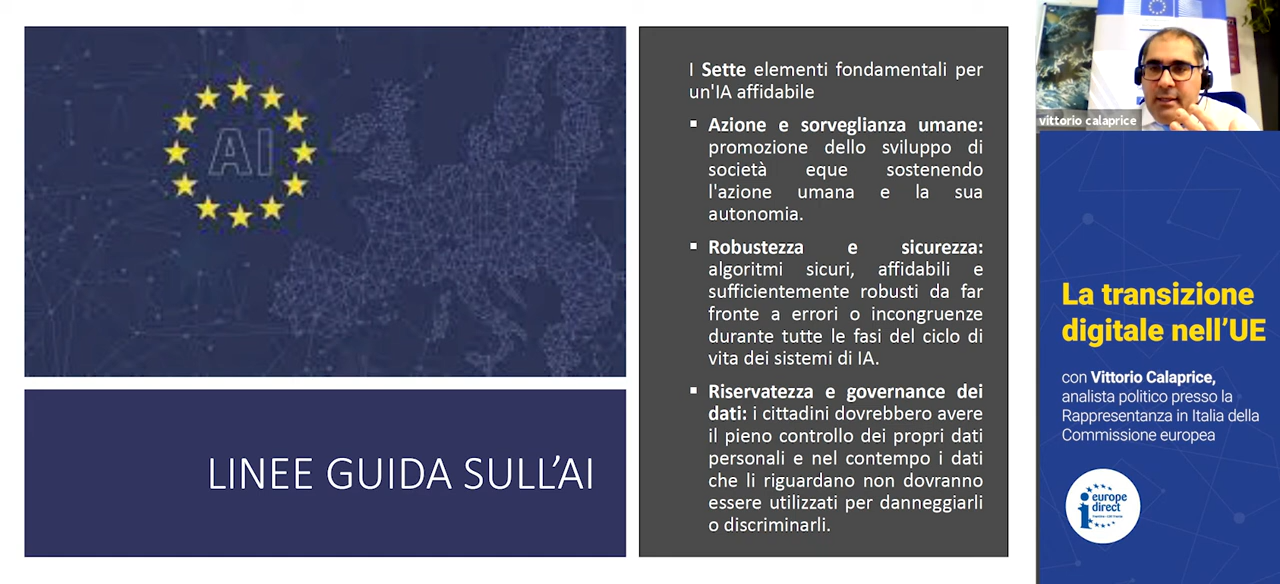 AI
LINEE GUIDA SULL'AI
I Sette elementi fondamentali per
un'IA affidabile
▪ Azione e sorveglianza umane:
promozione dello sviluppo di
società eque sostenendo
l'azione umana e la sua
autonomia.
▪ Robustezza e sicurezza:
algoritmi sicuri, affidabili e
sufficientemente robusti da far
fronte a errori o incongruenze
durante tutte le fasi del ciclo di
vita dei sistemi di IA.
▪ Riservatezza e governance dei
dati: i cittadini dovrebbero avere
il pieno controllo dei propri dati
personali e nel contempo i dati
che li riguardano non dovranno
essere utilizzati per danneggiarli
o discriminarli.
vittorio calaprice
La transizione
digitale nell'UE
con Vittorio Calaprice,
analista politico presso la
Rappresentanza in Italia della
Commissione europea
europe
direct